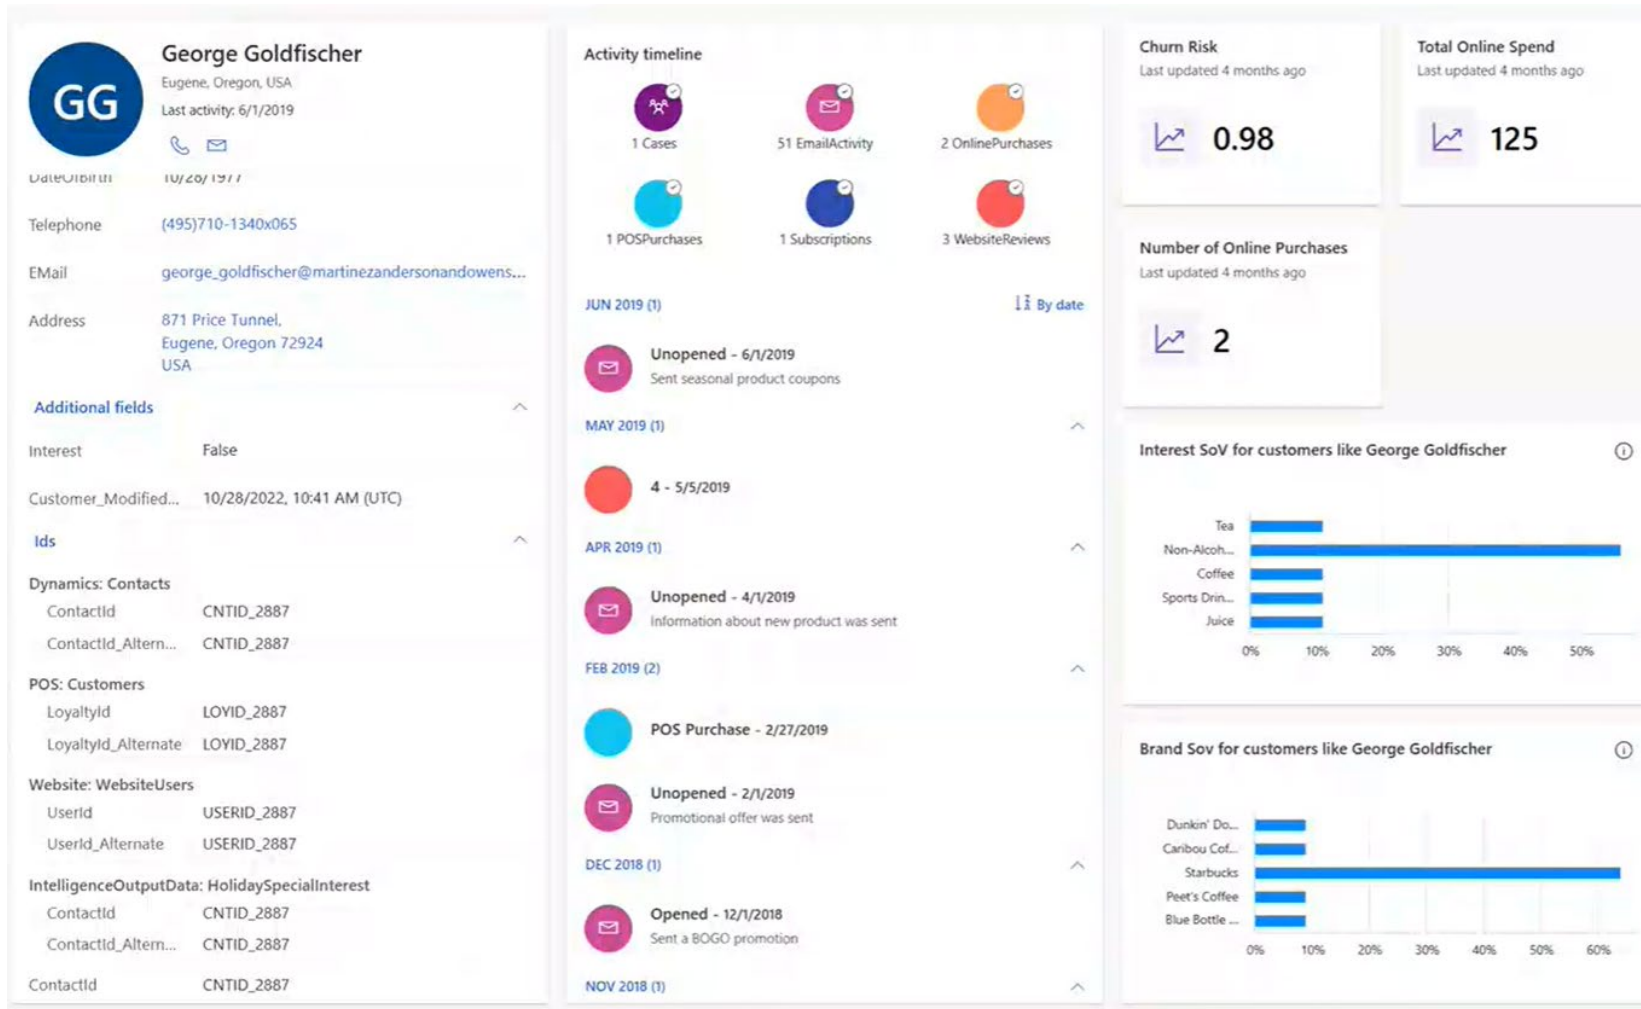 GG
George Goldfischer
Eugene, Oregon, USA
Last activity: 6/1/2019
DateOfBirth 10/28/1977
Telephone (495)710-1340x065
EMail george_goldfischer@martinezandersonandowens...
Address 871 Price Tunnel,
Eugene, Oregon 72924
USA
Additional fields
Interest False
Customer_Modified... 10/28/2022, 10:41 AM (UTC)
Ids
Dynamics: Contacts
ContactId CNTID_2887
ContactId_Altern... CNTID_2887
POS: Customers
LoyaltyId LOYID_2887
LoyaltyId_Alternate LOYID_2887
Website: WebsiteUsers
UserId USERID_2887
UserId_Alternate USERID_2887
IntelligenceOutputData: HolidaySpecialInterest
ContactId CNTID_2887
ContactId_Altern... CNTID_2887
ContactId CNTID_2887
Activity timeline
1 Cases
51 EmailActivity
2 OnlinePurchases
1 POSPurchases
1 Subscriptions
3 WebsiteReviews
JUN 2019 (1) By date
Unopened - 6/1/2019
Sent seasonal product coupons
MAY 2019 (1)
4 - 5/5/2019
APR 2019 (1)
Unopened - 4/1/2019
Information about new product was sent
FEB 2019 (2)
POS Purchase - 2/27/2019
Unopened - 2/1/2019
Promotional offer was sent
DEC 2018 (1)
Opened - 12/1/2018
Sent a BOGO promotion
NOV 2018 (1)
Churn Risk
Last updated 4 months ago
0.98
Total Online Spend
Last updated 4 months ago
125
Number of Online Purchases
Last updated 4 months ago
2
Interest SoV for customers like George Goldfischer
Tea
Non-Alcoh...
Coffee
Sports Drin...
Juice
0% 10% 20% 30% 40% 50%
Brand Sov for customers like George Goldfischer
Dunkin' Do...
Caribou Cof...
Starbucks
Peet's Coffee
Blue Bottle ...
0% 10% 20% 30% 40% 50% 60%